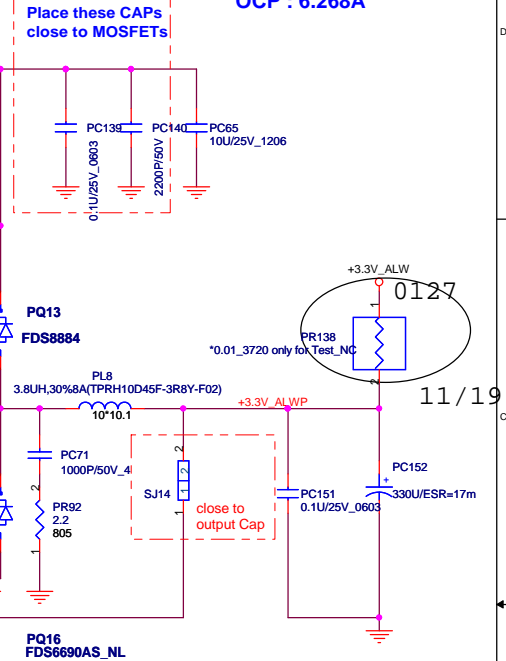 OCP : 6.268A
Place these CAPs
close to MOSFETs
D
PC139
PC140
PC65
10U/25V_1206
0.1U/25V_0603
2200P/50V
+3.3V_ALW
0127
1
PQ13
FDS8884
PR138
*0.01_3720 only for Test_NC
2
PL8
3.8UH,30%8A(TPRH10D45F-3R8Y-F02)
10*10.1
+3.3V_ALWP
11/19
C
PC71
1000P/50V_4
2
PR92
2.2
805
1
2
SJ14
1 2
1
close to
output Cap
PC151
0.1U/25V_0603
PC152
+
330U/ESR=17m
PQ16
FDS6690AS_NL